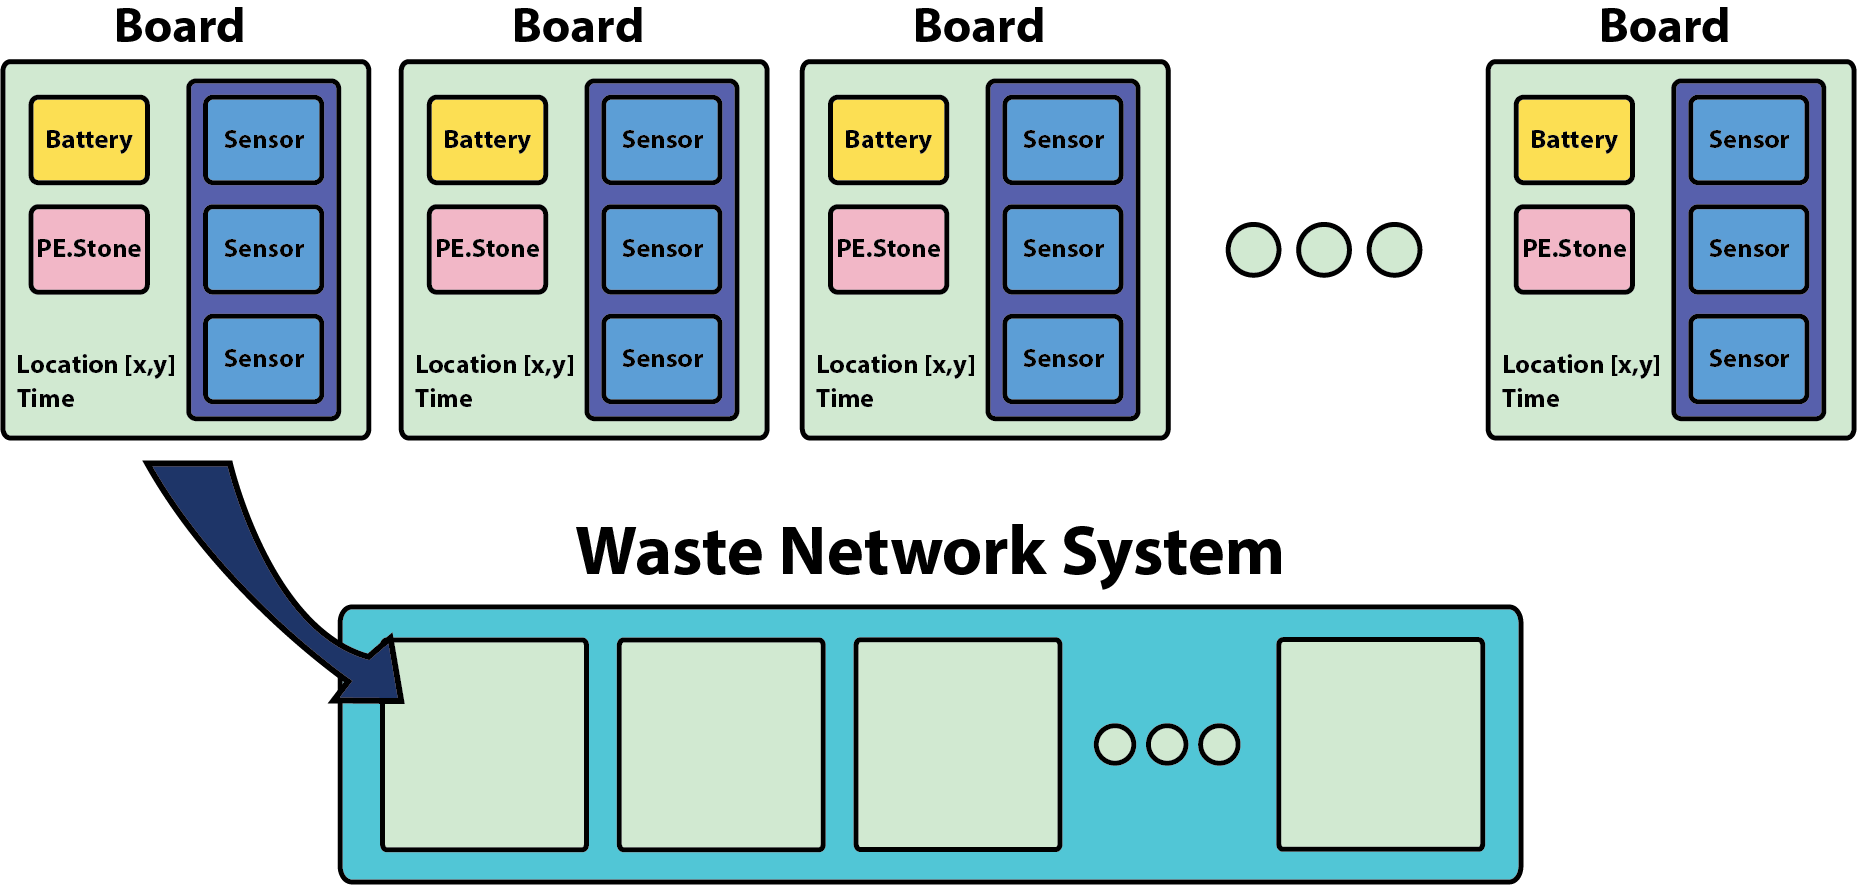 Board
Board
Board
Board
Battery
Sensor
PE.Stone
Sensor
Sensor
Location [x,y]
Time
Battery
Sensor
PE.Stone
Sensor
Sensor
Location [x,y]
Time
Battery
Sensor
PE.Stone
Sensor
Sensor
Location [x,y]
Time
Battery
Sensor
PE.Stone
Sensor
Sensor
Location [x,y]
Time
Waste Network System